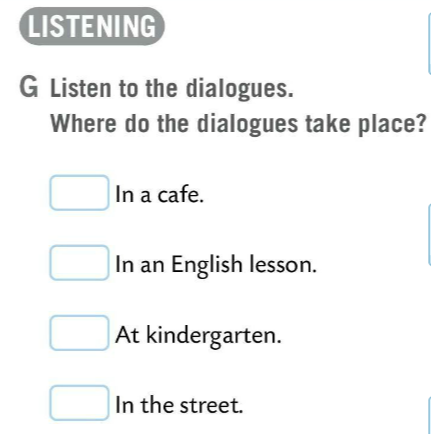 LISTENING
G Listen to the dialogues.
Where do the dialogues take place?
In a cafe.
In an English lesson.
At kindergarten.
In the street.